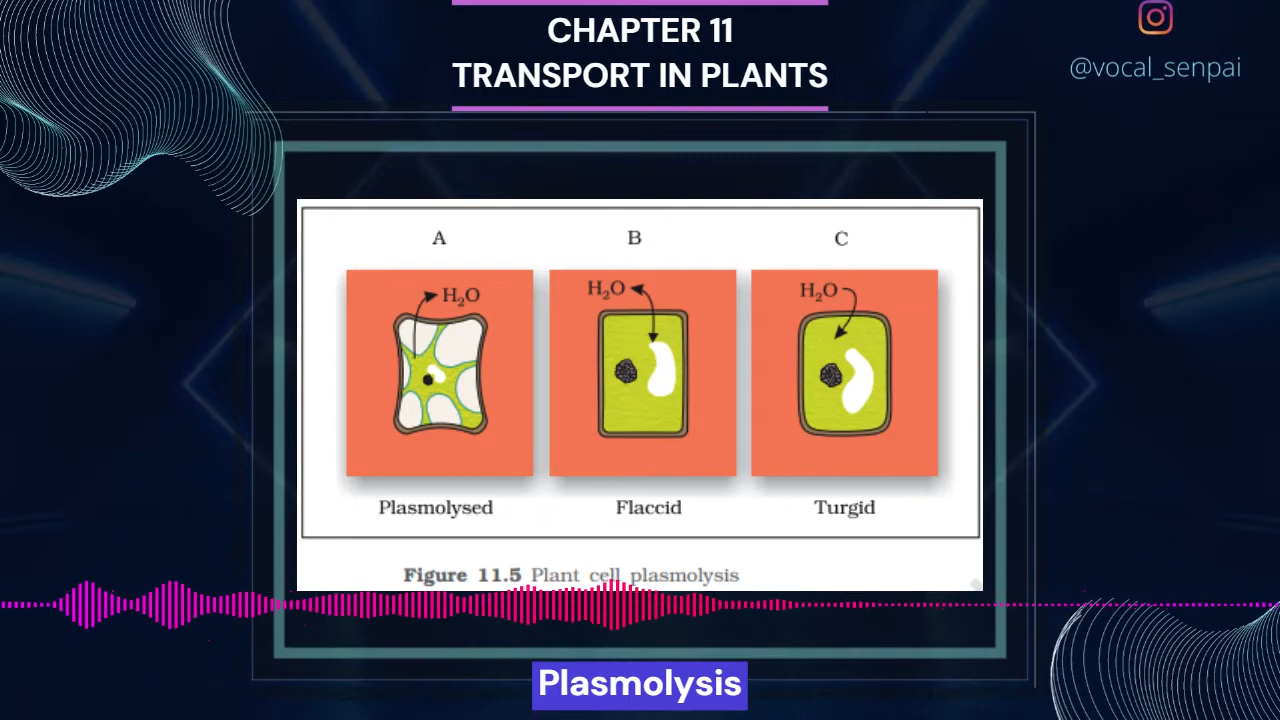 CHAPTER 11
TRANSPORT IN PLANTS
@vocal_senpai
A B C
H₂O H₂O H₂O
Plasmolysed Flaccid Turgid
Figure 11.5 Plant cell plasmolysis
Plasmolysis